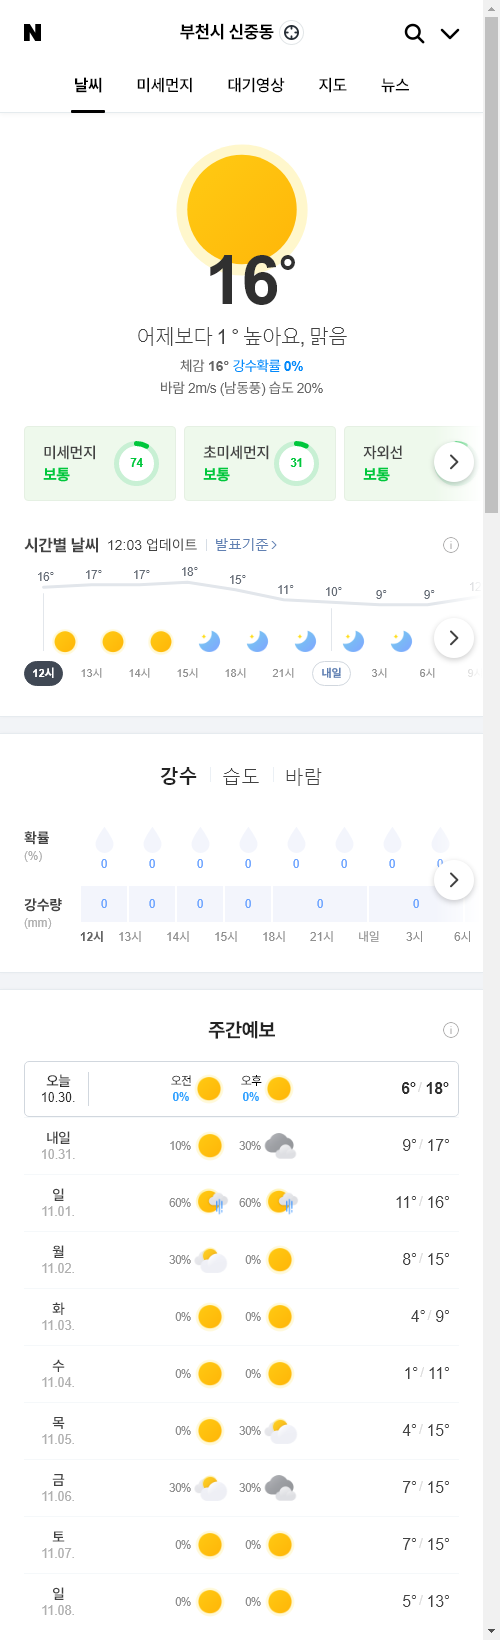 N
부천시 신중동
날씨 미세먼지 대기영상 지도 뉴스
16°
어제보다 1 ° 높아요, 맑음
체감 16° 강수확률 0%
바람 2m/s (남동풍) 습도 20%
미세먼지 보통 74
초미세먼지 보통 31
자외선 보통
시간별 날씨 12:03 업데이트 발표기준
16° 17° 17° 18° 15° 11° 10° 9° 9° 12
12시 13시 14시 15시 18시 21시 내일 3시 6시
강수 습도 바람
확률 (%)
0 0 0 0 0 0 0 0
강수량 (mm)
0 0 0 0 0 0
12시 13시 14시 15시 18시 21시 내일 3시 6시
주간예보
오늘 10.30. 오전 0% 오후 0% 6° / 18°
내일 10.31. 10% 30% 9° / 17°
일 11.01. 60% 60% 11° / 16°
월 11.02. 30% 0% 8° / 15°
화 11.03. 0% 0% 4° / 9°
수 11.04. 0% 0% 1° / 11°
목 11.05. 0% 30% 4° / 15°
금 11.06. 30% 30% 7° / 15°
토 11.07. 0% 0% 7° / 15°
일 11.08. 0% 0% 5° / 13°